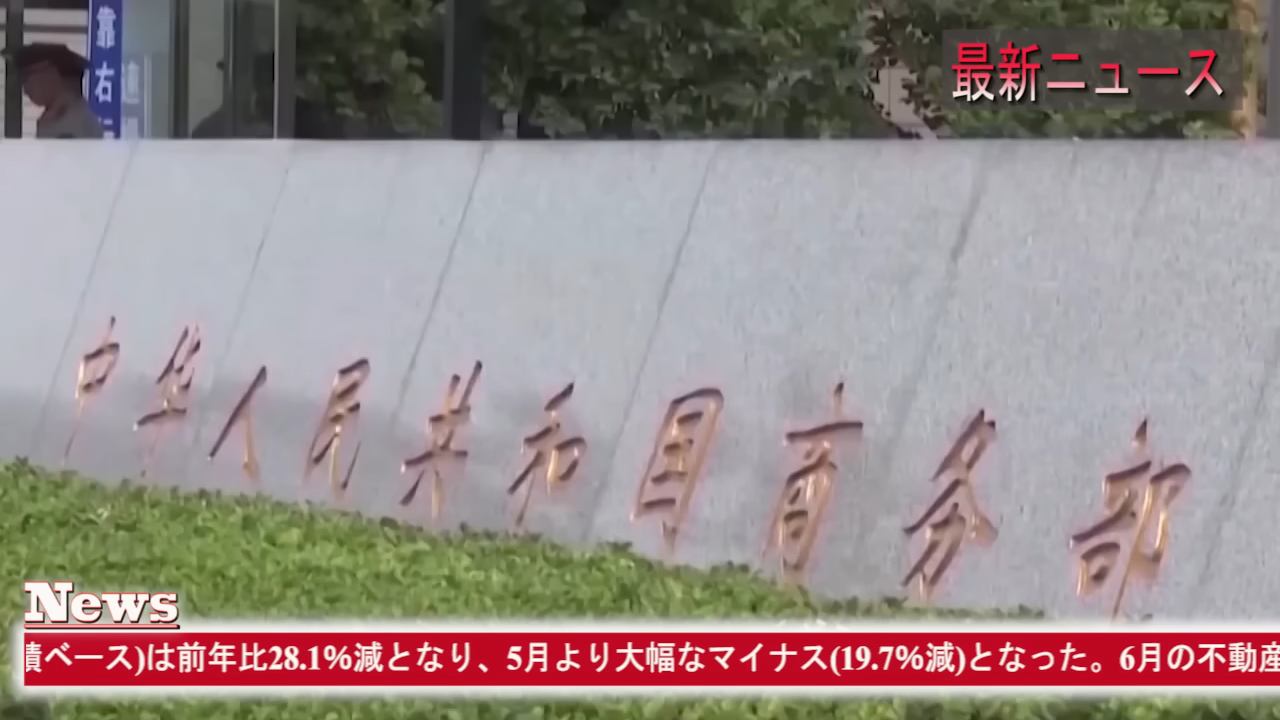 靠右
最新ニュース
中华人民共和国商务部
News
ベース)は前年比28.1%減となり、5月より大幅なマイナス(19.7%減)となった。6月の不動産